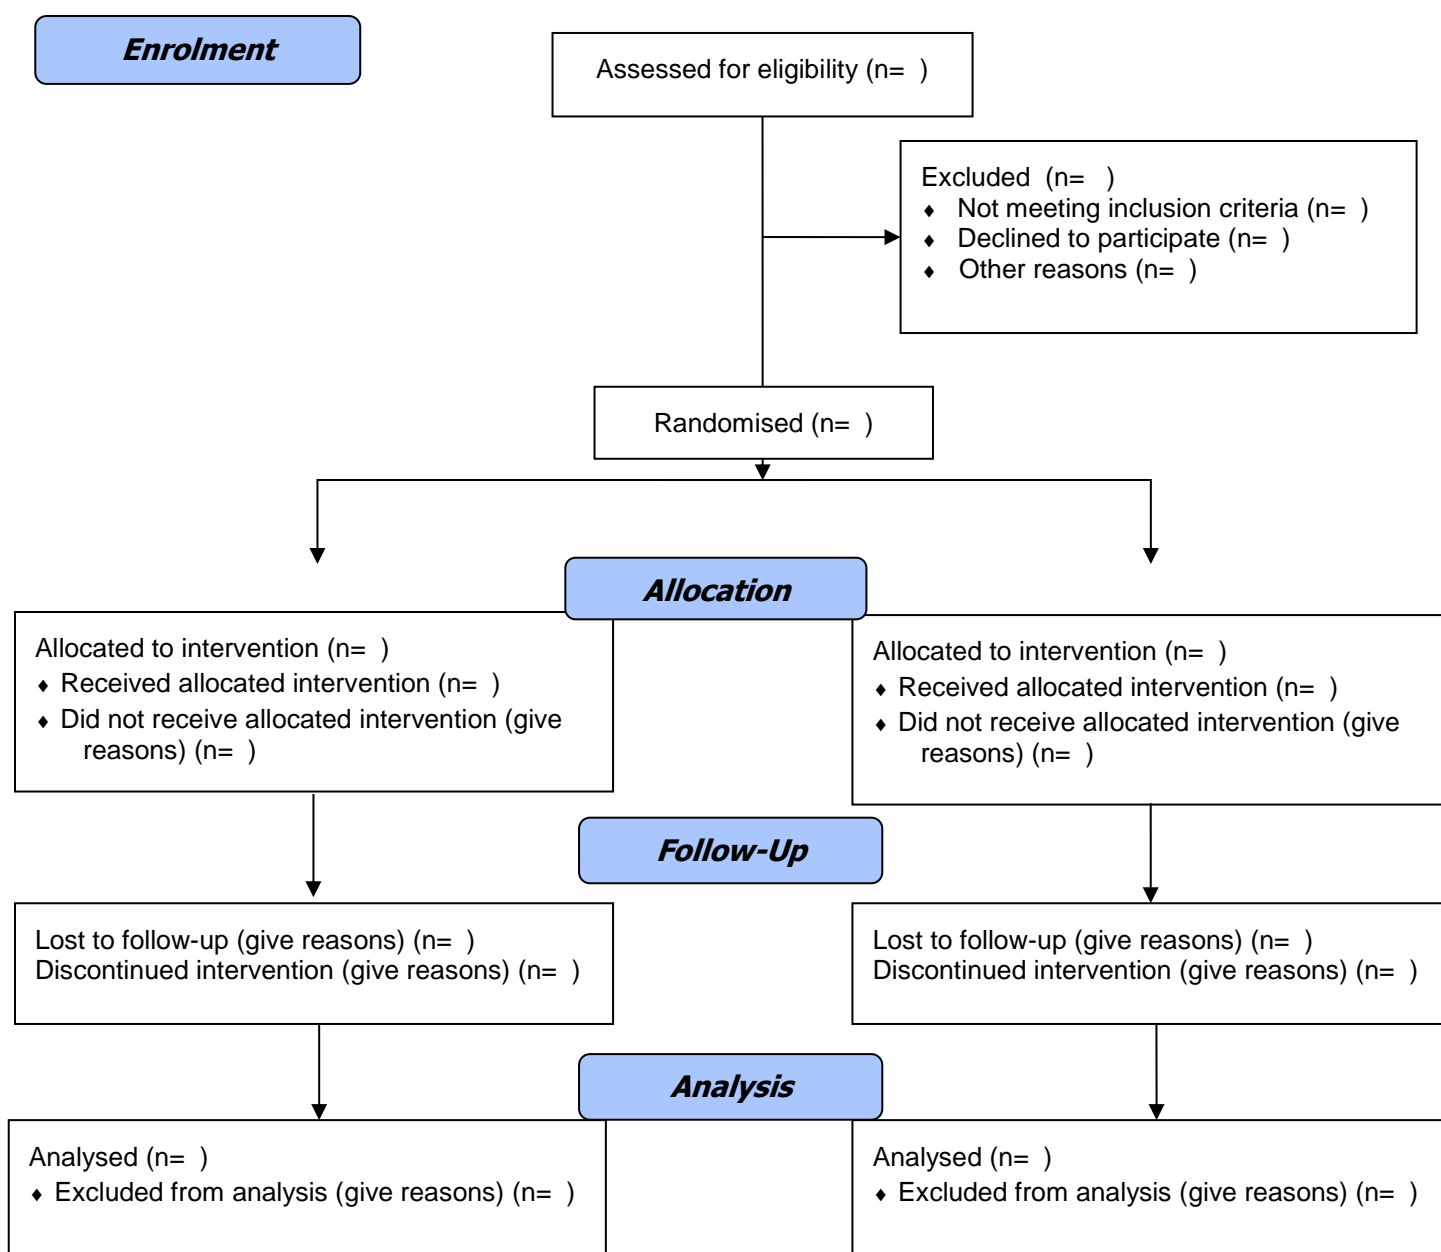 Enrolment
Assessed for eligibility (n=  )
Excluded  (n=   )
♦ Not meeting inclusion criteria (n=  )
♦ Declined to participate (n=  )
♦ Other reasons (n=  )
Randomised (n=  )
Allocation
Allocated to intervention (n=  )
♦ Received allocated intervention (n=  )
♦ Did not receive allocated intervention (give
reasons) (n=  )
Allocated to intervention (n=  )
♦ Received allocated intervention (n=  )
♦ Did not receive allocated intervention (give
reasons) (n=  )
Follow-Up
Lost to follow-up (give reasons) (n=  )
Discontinued intervention (give reasons) (n=  )
Lost to follow-up (give reasons) (n=  )
Discontinued intervention (give reasons) (n=  )
Analysis
Analysed (n=  )
♦ Excluded from analysis (give reasons) (n=  )
Analysed (n=  )
♦ Excluded from analysis (give reasons) (n=  )